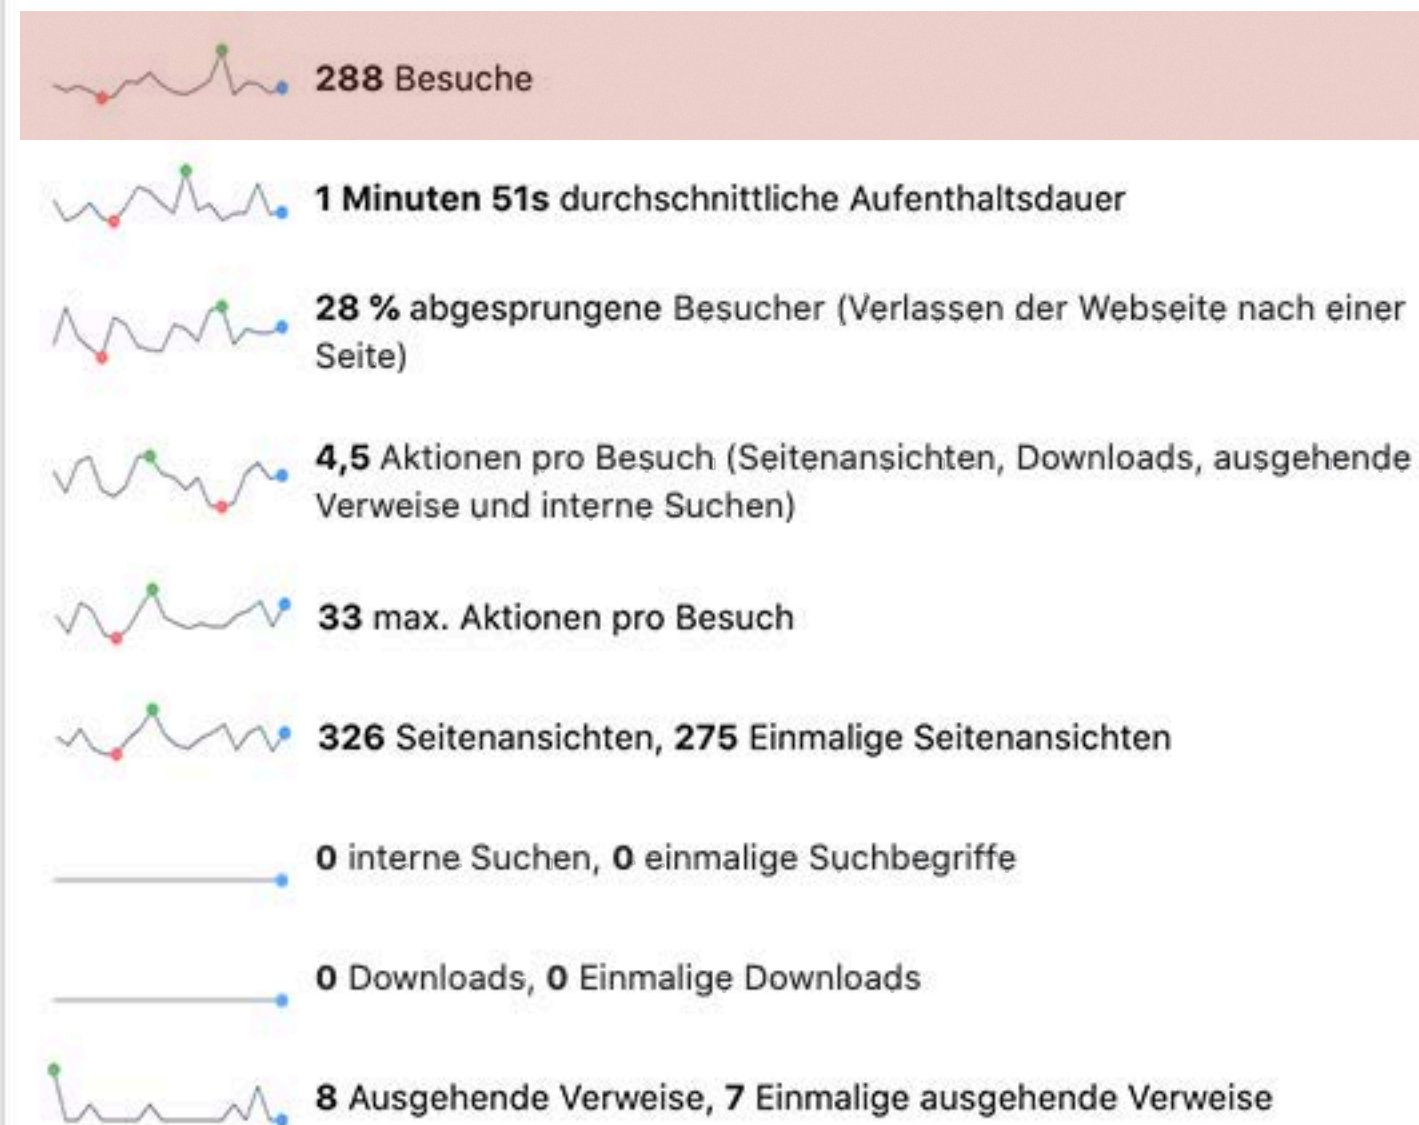 288 Besuche
1 Minuten 51s durchschnittliche Aufenthaltsdauer
28 % abgesprungene Besucher (Verlassen der Webseite nach einer
Seite)
4,5 Aktionen pro Besuch (Seitenansichten, Downloads, ausgehende
Verweise und interne Suchen)
33 max. Aktionen pro Besuch
326 Seitenansichten, 275 Einmalige Seitenansichten
0 interne Suchen, 0 einmalige Suchbegriffe
0 Downloads, 0 Einmalige Downloads
8 Ausgehende Verweise, 7 Einmalige ausgehende Verweise